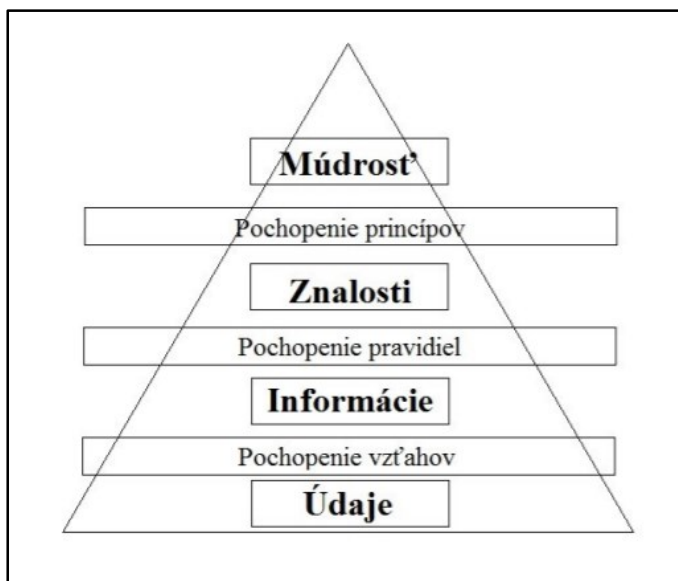 Múdrosť
Pochopenie princípov
Znalosti
Pochopenie pravidiel
Informácie
Pochopenie vzťahov
Údaje